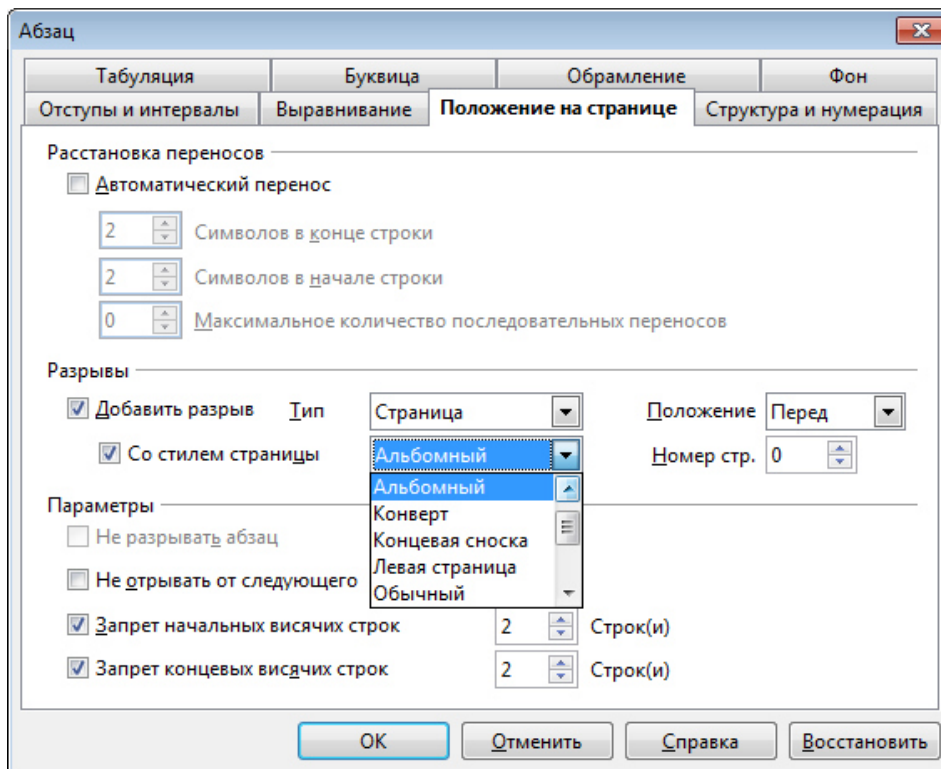 Абзац
Табуляция Буквица Обрамление Фон
Отступы и интервалы Выравнивание Положение на странице Структура и нумерация
Расстановка переносов
Автоматический перенос
2 Символов в конце строки
2 Символов в начале строки
0 Максимальное количество последовательных переносов
Разрывы
Добавить разрыв Тип Страница Положение Перед
Со стилем страницы Альбомный Номер стр. 0
Альбомный
Конверт
Концевая сноска
Левая страница
Обычный
Параметры
Не разрывать абзац
Не отрывать от следующего
Запрет начальных висячих строк 2 Строк(и)
Запрет концевых висячих строк 2 Строк(и)
ОК Отменить Справка Восстановить